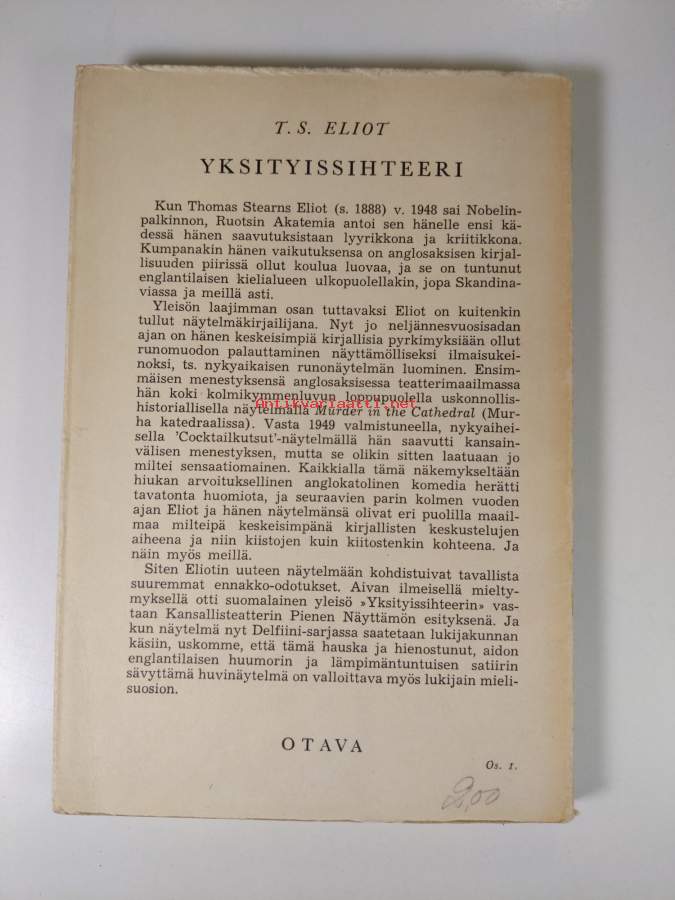 T. S. ELIOT
YKSITYISSIHTEERI
Kun Thomas Stearns Eliot (s. 1888) v. 1948 sai Nobelin-
palkinnon, Ruotsin Akatemia antoi sen hänelle ensi kä-
dessä hänen saavutuksistaan lyyrikkona ja kriitikkona.
Kumpanakin hänen vaikutuksensa on anglosaksisen kirjal-
lisuuden piirissä ollut koulua luovaa, ja se on tuntunut
englantilaisen kielialueen ulkopuolellakin, jopa Skandina-
viassa ja meillä asti.
Yleisön laajimman osan tuttavaksi Eliot on kuitenkin
tullut näytelmäkirjailijana. Nyt jo neljännesvuosisadan
ajan on hänen keskeisimpiä kirjallisia pyrkimyksiään ollut
runomuodon palauttaminen näyttämölliseksi ilmaisukei-
noksi, ts. nykyaikaisen runonäytelmän luominen. Ensim-
mäisen menestyksensä anglosaksisessa teatterimaailmassa
hän koki kolmikymmenluvun loppupuolella uskonnollis-
historiallisella näytelmällä Murder in the Cathedral (Mur-
ha katedraalissa). Vasta 1949 valmistuneella, nykyaihei-
sella 'Cocktailkutsut'-näytelmällä hän saavutti kansain-
välisen menestyksen, mutta se olikin sitten laatuaan jo
miltei sensaatiomainen. Kaikkialla tämä näkemykseltään
hiukan arvoituksellinen anglokatolinen komedia herätti
tavatonta huomiota, ja seuraavien parin kolmen vuoden
ajan Eliot ja hänen näytelmänsä olivat eri puolilla maail-
maa milteipä keskeisimpänä kirjallisten keskustelujen
aiheena ja niin kiistojen kuin kiitostenkin kohteena. Ja
näin myös meillä.
Siten Eliotin uuteen näytelmään kohdistuivat tavallista
suuremmat ennakko-odotukset. Aivan ilmeisellä mielty-
myksellä otti suomalainen yleisö »Yksityissihteerin» vas-
taan Kansallisteatterin Pienen Näyttämön esityksenä. Ja
kun näytelmä nyt Delfiini-sarjassa saatetaan lukijakunnan
käsiin, uskomme, että tämä hauska ja hienostunut, aidon
englantilaisen huumorin ja lämpimäntuntuisen satiirin
sävyttämä huvinäytelmä on valloittava myös lukijain mieli-
suosion.
OTAVA
Os. 1.
2,00
Antikvariaatti.net